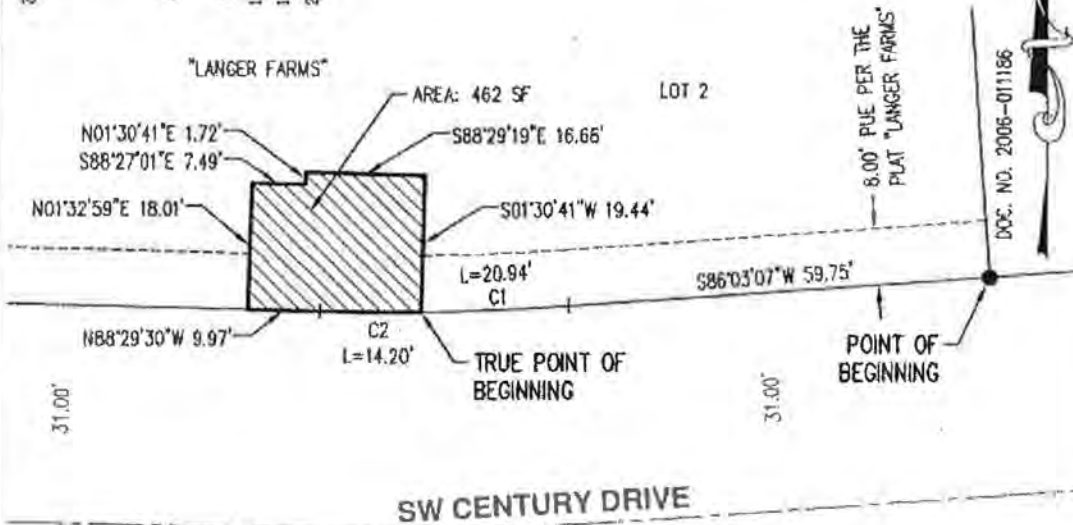 "LANGER FARMS"
AREA: 462 SF
LOT 2
N01°30'41"E 1.72'
S88°27'01"E 7.49'
S88°29'19"E 16.66'
N01°32'59"E 18.01'
S01°30'41"W 19.44'
8.00' PUE PER THE
PLAT "LANGER FARMS"
DOC. NO. 2006-011186
L=20.94'
C1
S86°03'07"W 59.75'
N88°29'30"W 9.97'
C2
L=14.20'
TRUE POINT OF
BEGINNING
POINT OF
BEGINNING
31.00'
31.00'
SW CENTURY DRIVE